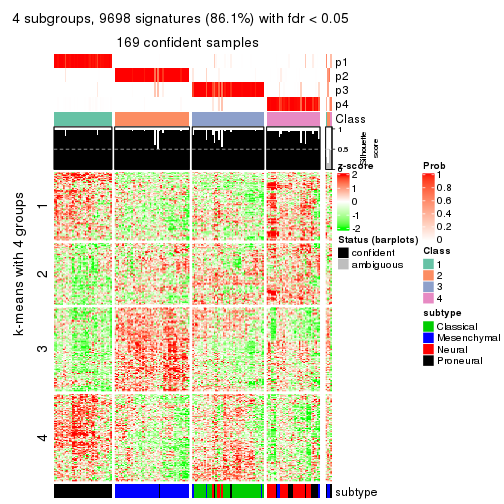 4 subgroups, 9698 signatures (86.1%) with fdr < 0.05
169 confident samples
p1
p2
p3
p4
Class
1
0.5
0
Silhouette
score
k-means with 4 groups
1
2
3
4
z-score
2
1
0
-1
-2
Status (barplots)
confident
ambiguous
Prob
1
0.8
0.6
0.4
0.2
0
Class
1
2
3
4
subtype
Classical
Mesenchymal
Neural
Proneural
subtype